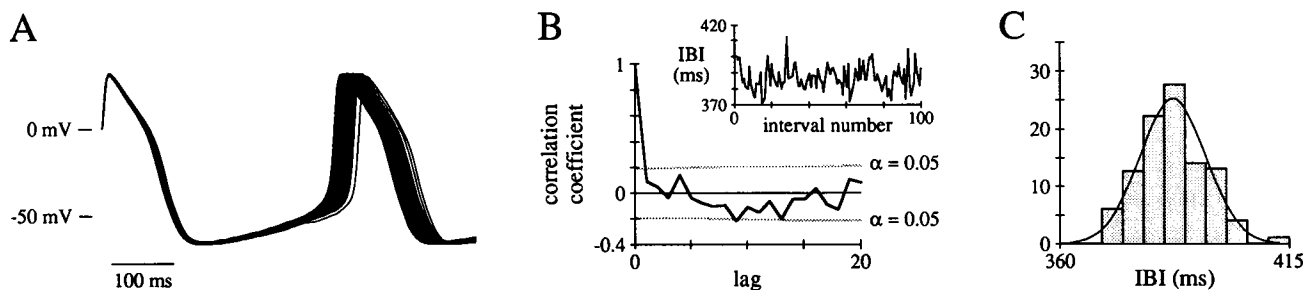 A
0 mV
-50 mV
100 ms
B
420
IBI
(ms)
370
0
100
interval number
1
correlation
coefficient
α = 0.05
0
α = 0.05
-0.4
0
20
lag
C
30
20
10
0
360
415
IBI (ms)